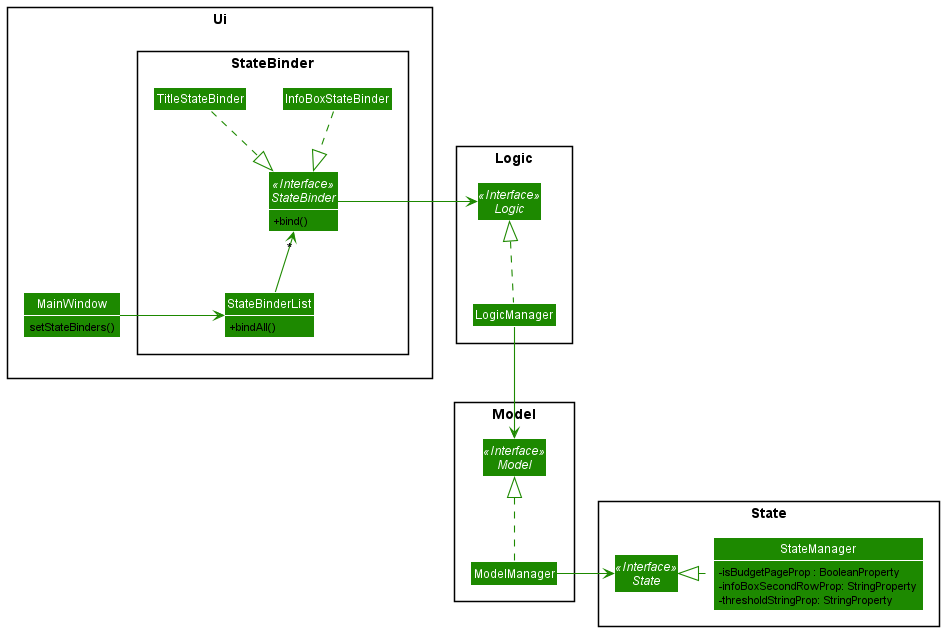 Ui
StateBinder
TitleStateBinder
InfoBoxStateBinder
«Interface»
StateBinder
+bind()
*
MainWindow
setStateBinders()
StateBinderList
+bindAll()
Logic
«Interface»
Logic
LogicManager
Model
«Interface»
Model
ModelManager
State
«Interface»
State
StateManager
-isBudgetPageProp : BooleanProperty
-infoBoxSecondRowProp: StringProperty
-thresholdStringProp: StringProperty